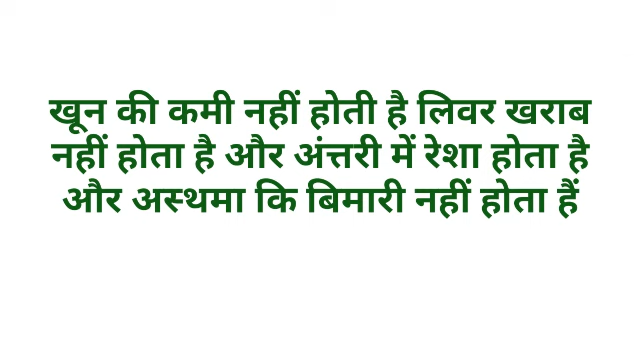 खून की कमी नहीं होती है लिवर खराब
नहीं होता है और अंत्तरी में रेशा होता है
और अस्थमा कि बिमारी नहीं होता हैं